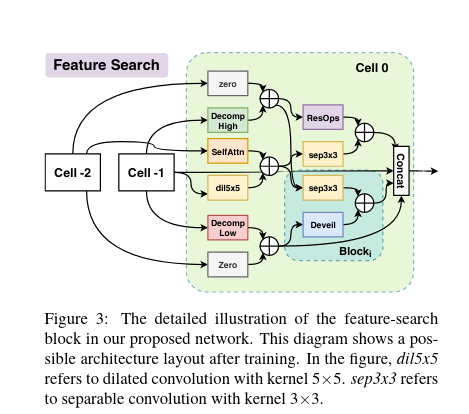 Feature Search
Cell 0
zero
Decomp
High
ResOps
SelfAttn
sep3x3
Cell -2
Cell -1
Concat
dil5x5
sep3x3
Decomp
Low
Deveil
Zero
Blocki
Figure 3: The detailed illustration of the feature-search
block in our proposed network. This diagram shows a pos-
sible architecture layout after training. In the figure, dil5x5
refers to dilated convolution with kernel 5×5. sep3x3 refers
to separable convolution with kernel 3×3.